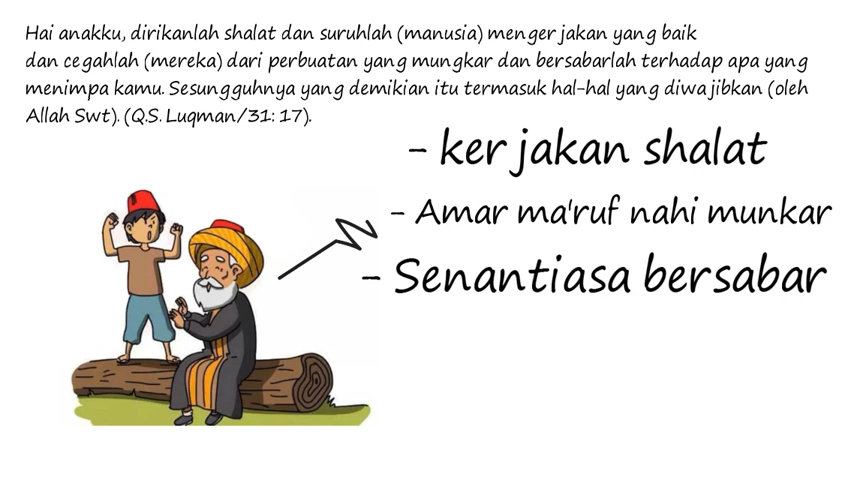 Hai anakku, dirikanlah shalat dan suruhlah (manusia) mengerjakan yang baik
dan cegahlah (mereka) dari perbuatan yang mungkar dan bersabarlah terhadap apa yang
menimpa kamu. Sesungguhnya yang demikian itu termasuk hal-hal yang diwajibkan (oleh
Allah Swt). (Q.S. Luqman/31: 17).
- kerjakan shalat
- Amar ma'ruf nahi munkar
- Senantiasa bersabar